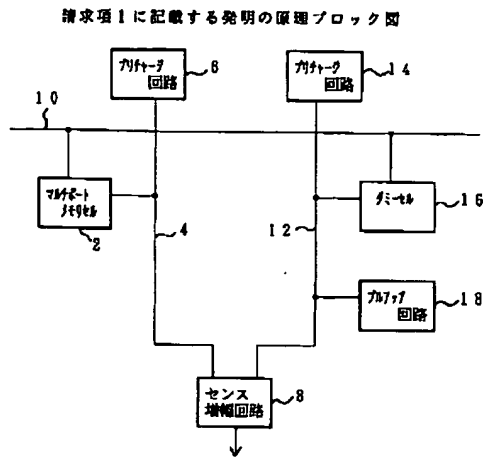 請求項1に記載する発明の原理ブロック図
プリチャージ
回路
6
プリチャージ
回路
14
10
マルチポート
メモリセル
2
4
12
ダミーセル
16
プルアップ
回路
18
センス
増幅回路
8